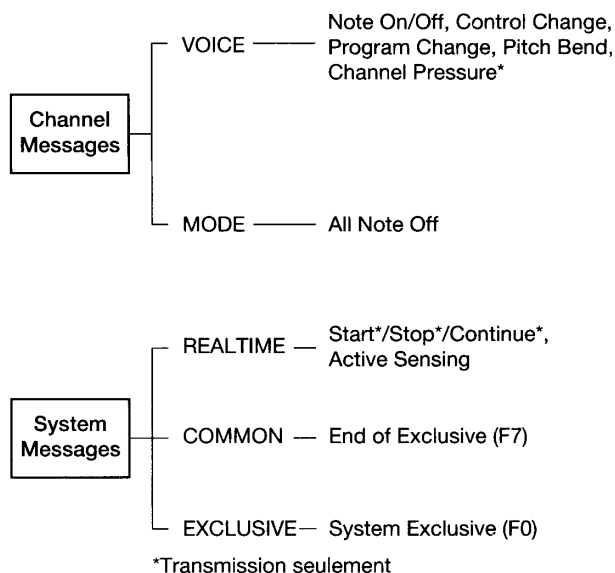 Channel
Messages
VOICE
Note On/Off, Control Change,
Program Change, Pitch Bend,
Channel Pressure*
MODE
All Note Off
System
Messages
REALTIME
Start*/Stop*/Continue*,
Active Sensing
COMMON
End of Exclusive (F7)
EXCLUSIVE
System Exclusive (F0)
*Transmission seulement